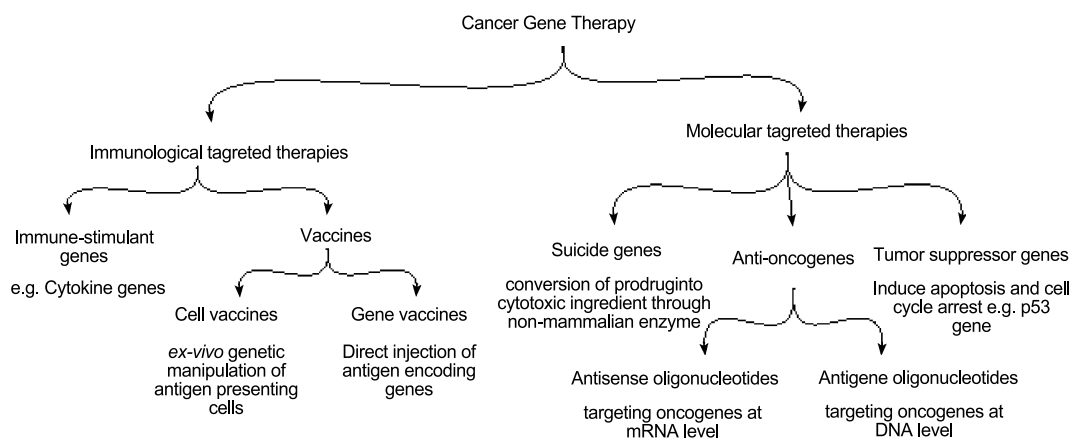 Cancer Gene Therapy
Immunological tagreted therapies
Molecular tagreted therapies
Immune-stimulant
genes
e.g. Cytokine genes
Vaccines
Cell vaccines
ex-vivo genetic
manipulation of
antigen presenting
cells
Gene vaccines
Direct injection of
antigen encoding
genes
Suicide genes
conversion of prodruginto
cytotoxic ingredient through
non-mammalian enzyme
Anti-oncogenes
Tumor suppressor genes
Induce apoptosis and cell
cycle arrest e.g. p53
gene
Antisense oligonucleotides
targeting oncogenes at
mRNA level
Antigene oligonucleotides
targeting oncogenes at
DNA level